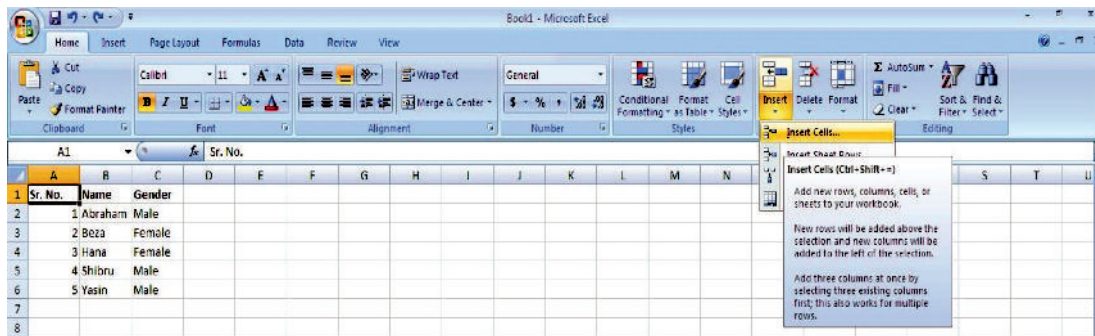 Book1 - Microsoft Excel
Home Insert Page Layout Formulas Data Review View
Cut
Copy
Format Painter
Paste
Clipboard
Calibri 11 A A
B I U A
Font
Wrap Text
Merge & Center
Alignment
General
$ % ,
Number
Conditional Formatting
Format as Table
Cell Styles
Styles
Insert Delete Format
Σ AutoSum
Fill
Clear
Sort & Filter
Find & Select
Editing
Insert Cells...
Insert Sheet Rows
Insert Cells (Ctrl+Shift+=)
Add new rows, columns, cells, or
sheets to your workbook.
New rows will be added above the
selection and new columns will be
added to the left of the selection.
Add three columns at once by
selecting three existing columns
first; this also works for multiple
rows.
A1 fx Sr. No.
A B C D E F G H I J K L M N S T U
1 Sr. No. Name Gender
2 1 Abraham Male
3 2 Beza Female
4 3 Hana Female
5 4 Shibru Male
6 5 Yasin Male
7
8